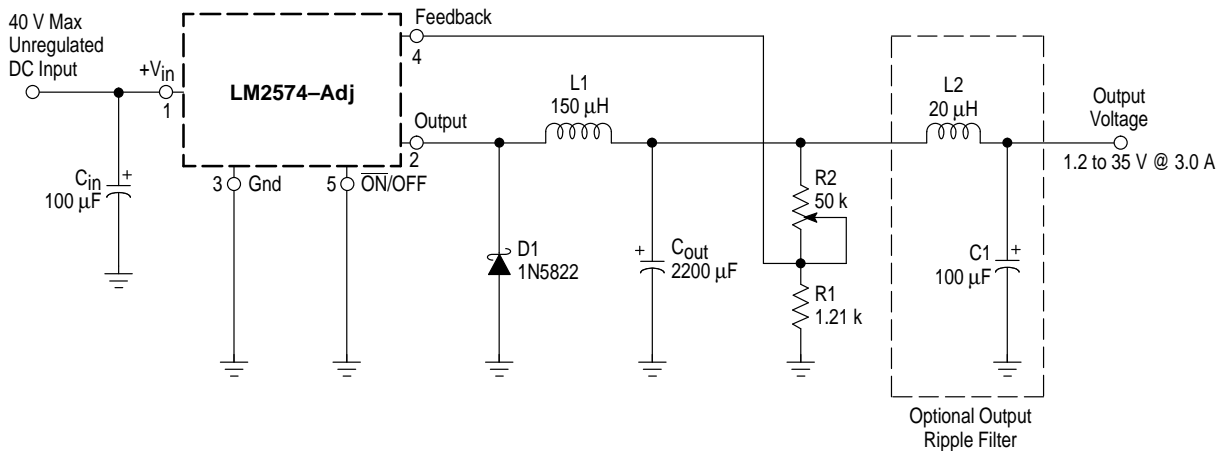 40 V Max
Unregulated
DC Input
+Vin
1
LM2574–Adj
Feedback
4
Output
2
3
Gnd
5
ON/OFF
Cin
100 µF
+
L1
150 µH
D1
1N5822
+
Cout
2200 µF
R2
50 k
R1
1.21 k
L2
20 µH
+
C1
100 µF
Output
Voltage
1.2 to 35 V @ 3.0 A
Optional Output
Ripple Filter